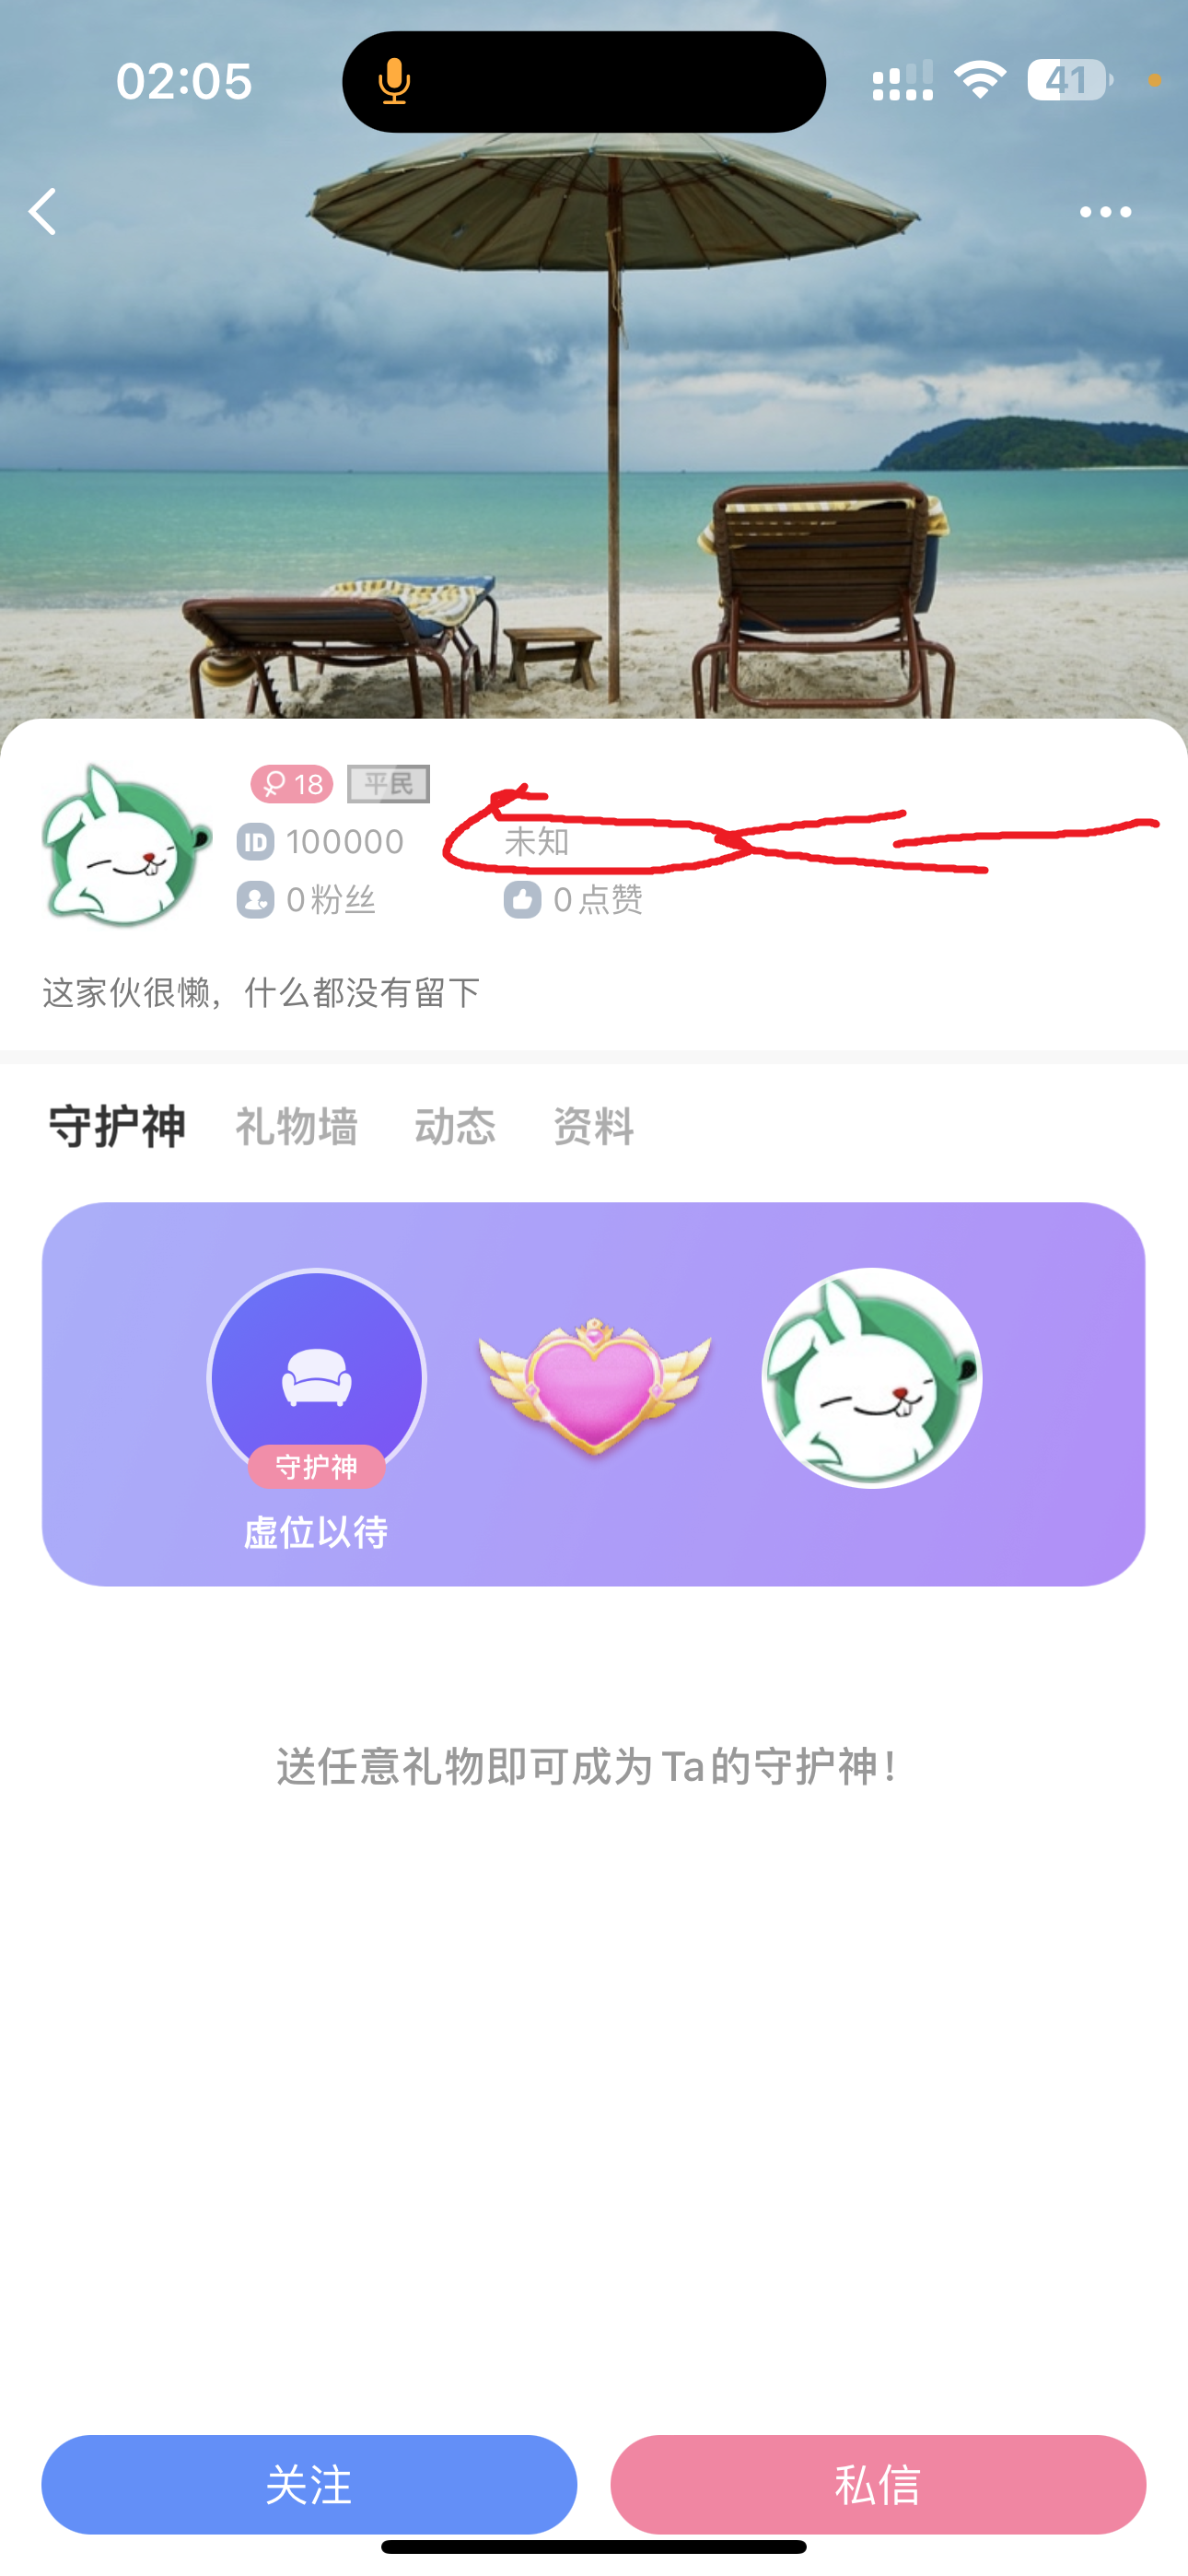 02:05
41
18 平民
ID 100000 未知
0粉丝 0点赞
这家伙很懒，什么都没有留下
守护神 礼物墙 动态 资料
守护神
虚位以待
送任意礼物即可成为Ta的守护神！
关注 私信